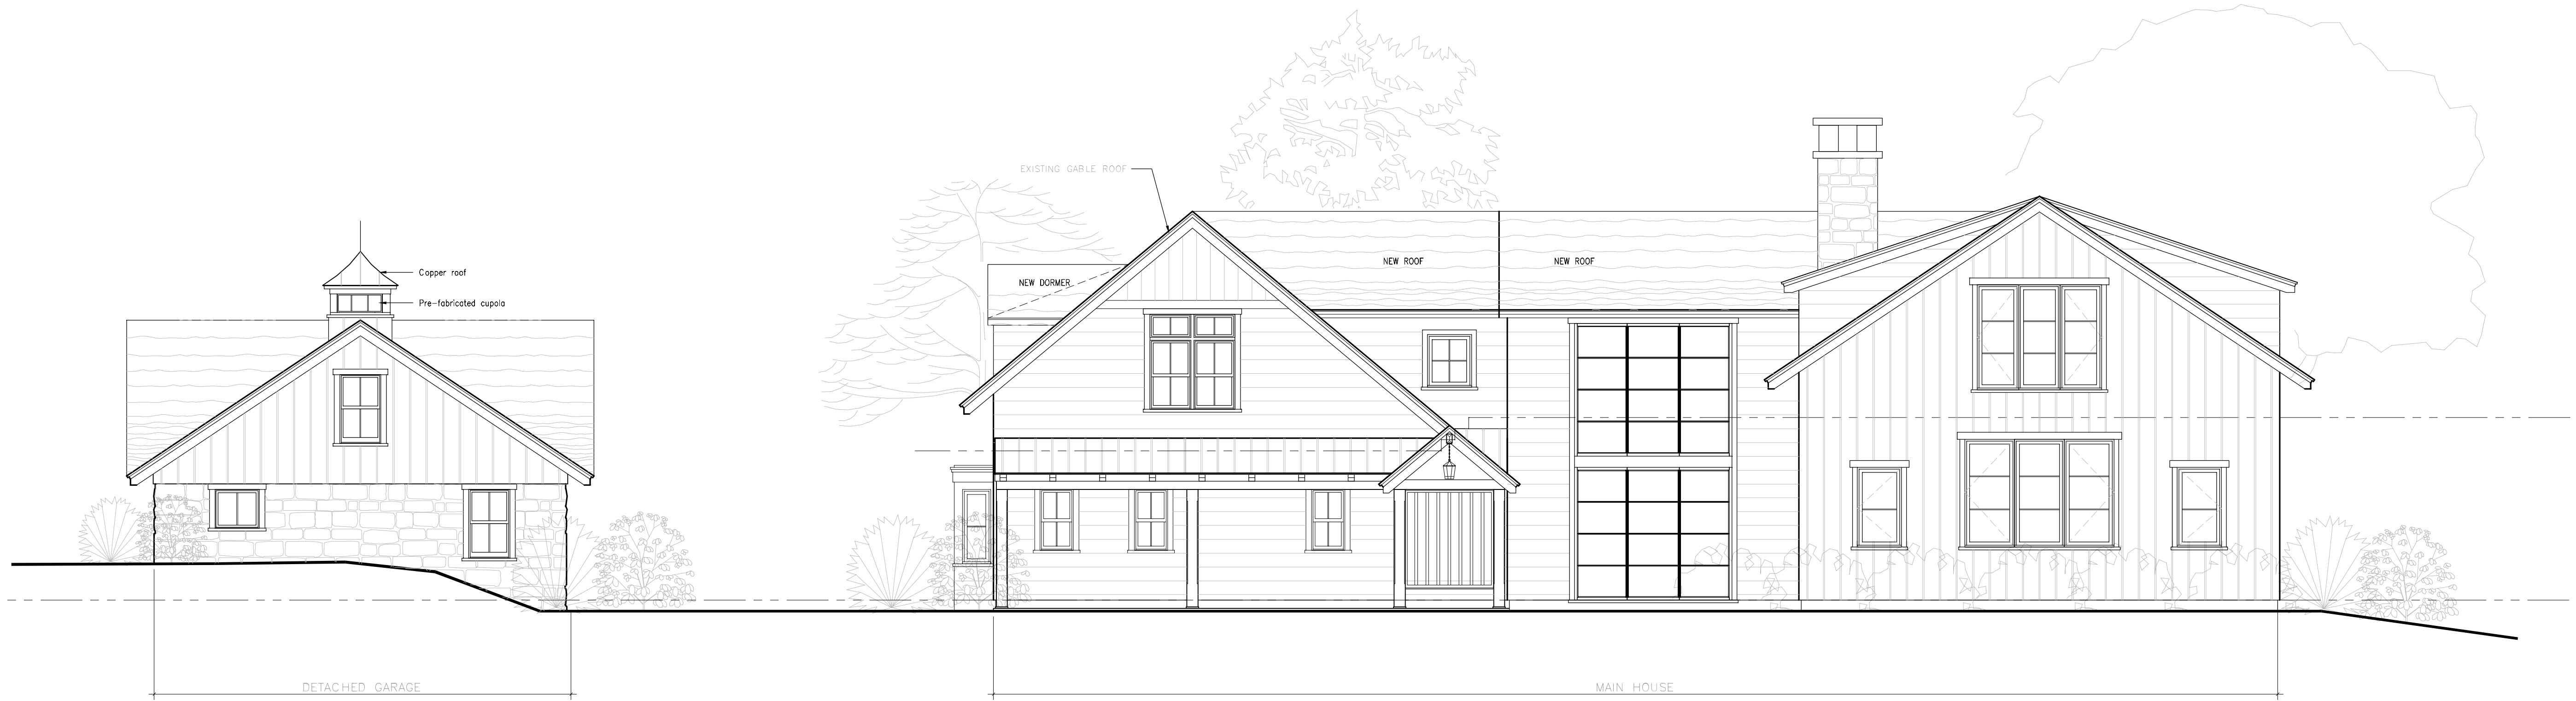 EXISTING GABLE ROOF
NEW ROOF
NEW ROOF
Copper roof
NEW DORMER
Pre-fabricated cupola
DETACHED GARAGE
MAIN HOUSE